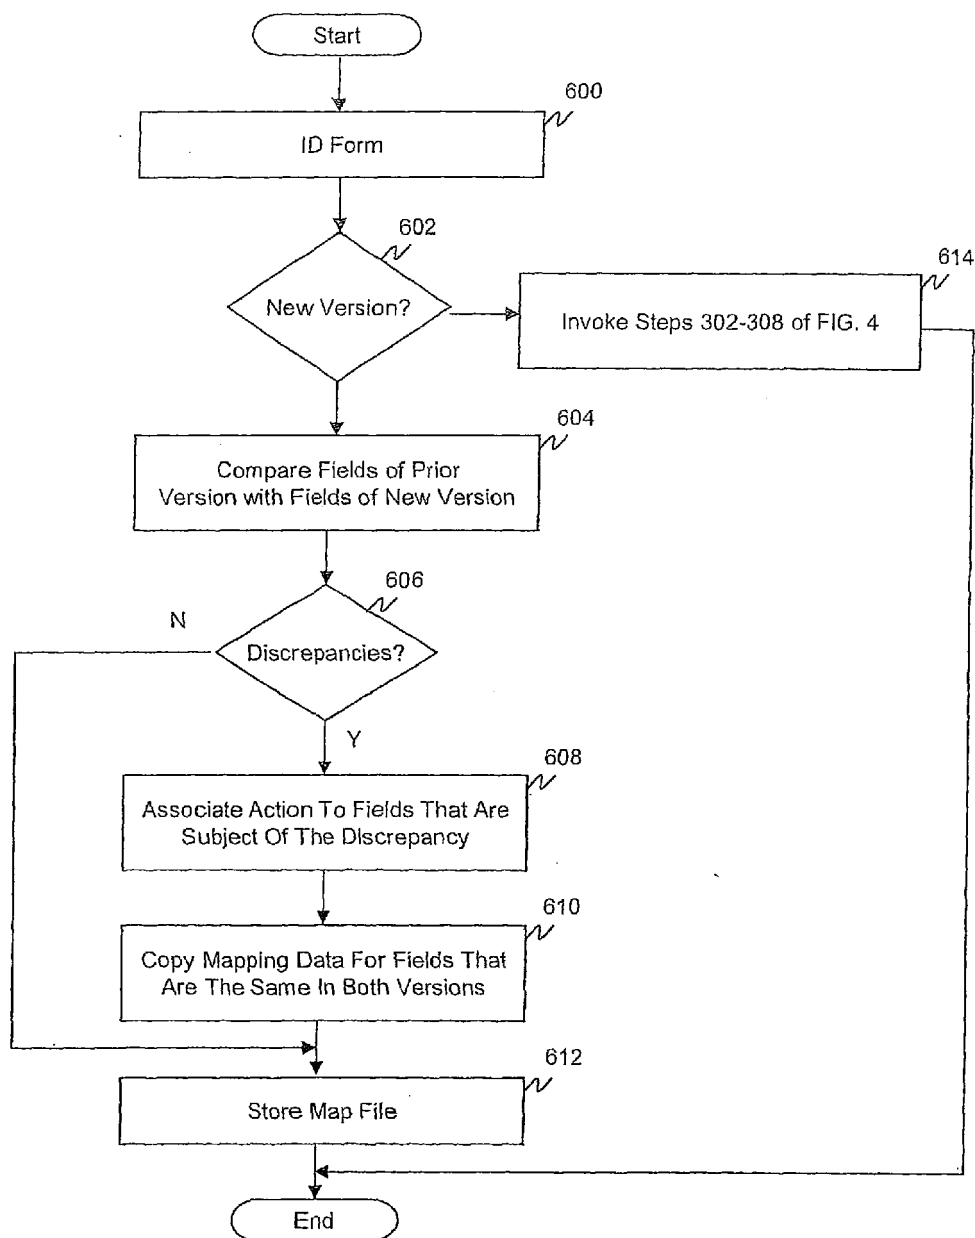 Start
600
ID Form
602
New Version?
614
Invoke Steps 302-308 of FIG. 4
604
Compare Fields of Prior
Version with Fields of New Version
606
N
Discrepancies?
Y
608
Associate Action To Fields That Are
Subject Of The Discrepancy
610
Copy Mapping Data For Fields That
Are The Same In Both Versions
612
Store Map File
End